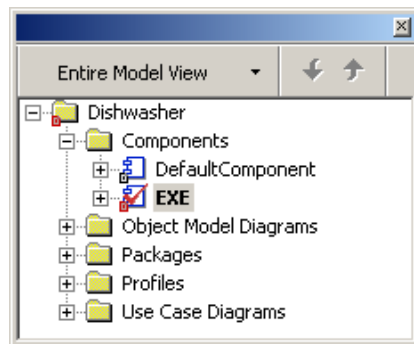 Entire Model View
Dishwasher
Components
DefaultComponent
EXE
Object Model Diagrams
Packages
Profiles
Use Case Diagrams